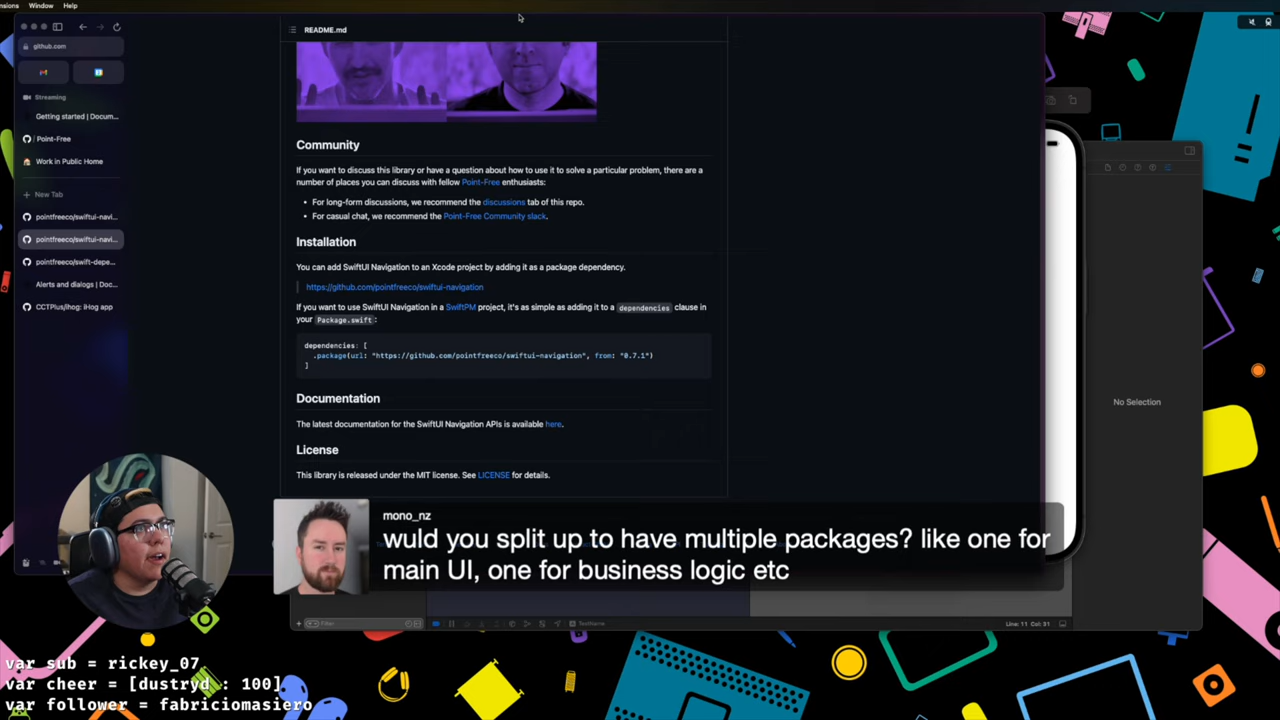 nsions Window Help
github.com
Streaming
Getting started | Docum...
/ Point-Free
Work in Public Home
New Tab
pointfreeco/swiftui-navi...
pointfreeco/swiftui-navi...
pointfreeco/swift-depe...
Alerts and dialogs | Doc...
CCTPlus/ihog: iHog app
README.md
Community
If you want to discuss this library or have a question about how to use it to solve a particular problem, there are a
number of places you can discuss with fellow Point-Free enthusiasts:
• For long-form discussions, we recommend the discussions tab of this repo.
• For casual chat, we recommend the Point-Free Community slack.
Installation
You can add SwiftUI Navigation to an Xcode project by adding it as a package dependency.
https://github.com/pointfreeco/swiftui-navigation
If you want to use SwiftUI Navigation in a SwiftPM project, it's as simple as adding it to a dependencies clause in
your Package.swift:
dependencies: [
.package(url: "https://github.com/pointfreeco/swiftui-navigation", from: "0.7.1")
]
Documentation
The latest documentation for the SwiftUI Navigation APIs is available here.
License
This library is released under the MIT license. See LICENSE for details.
No Selection
mono_nz
wuld you split up to have multiple packages? like one for
main UI, one for business logic etc
Filter
TestName
Line: 11 Col: 31
var sub = rickey_07
var cheer = [dustryd : 100]
var follower = fabriciomasiero